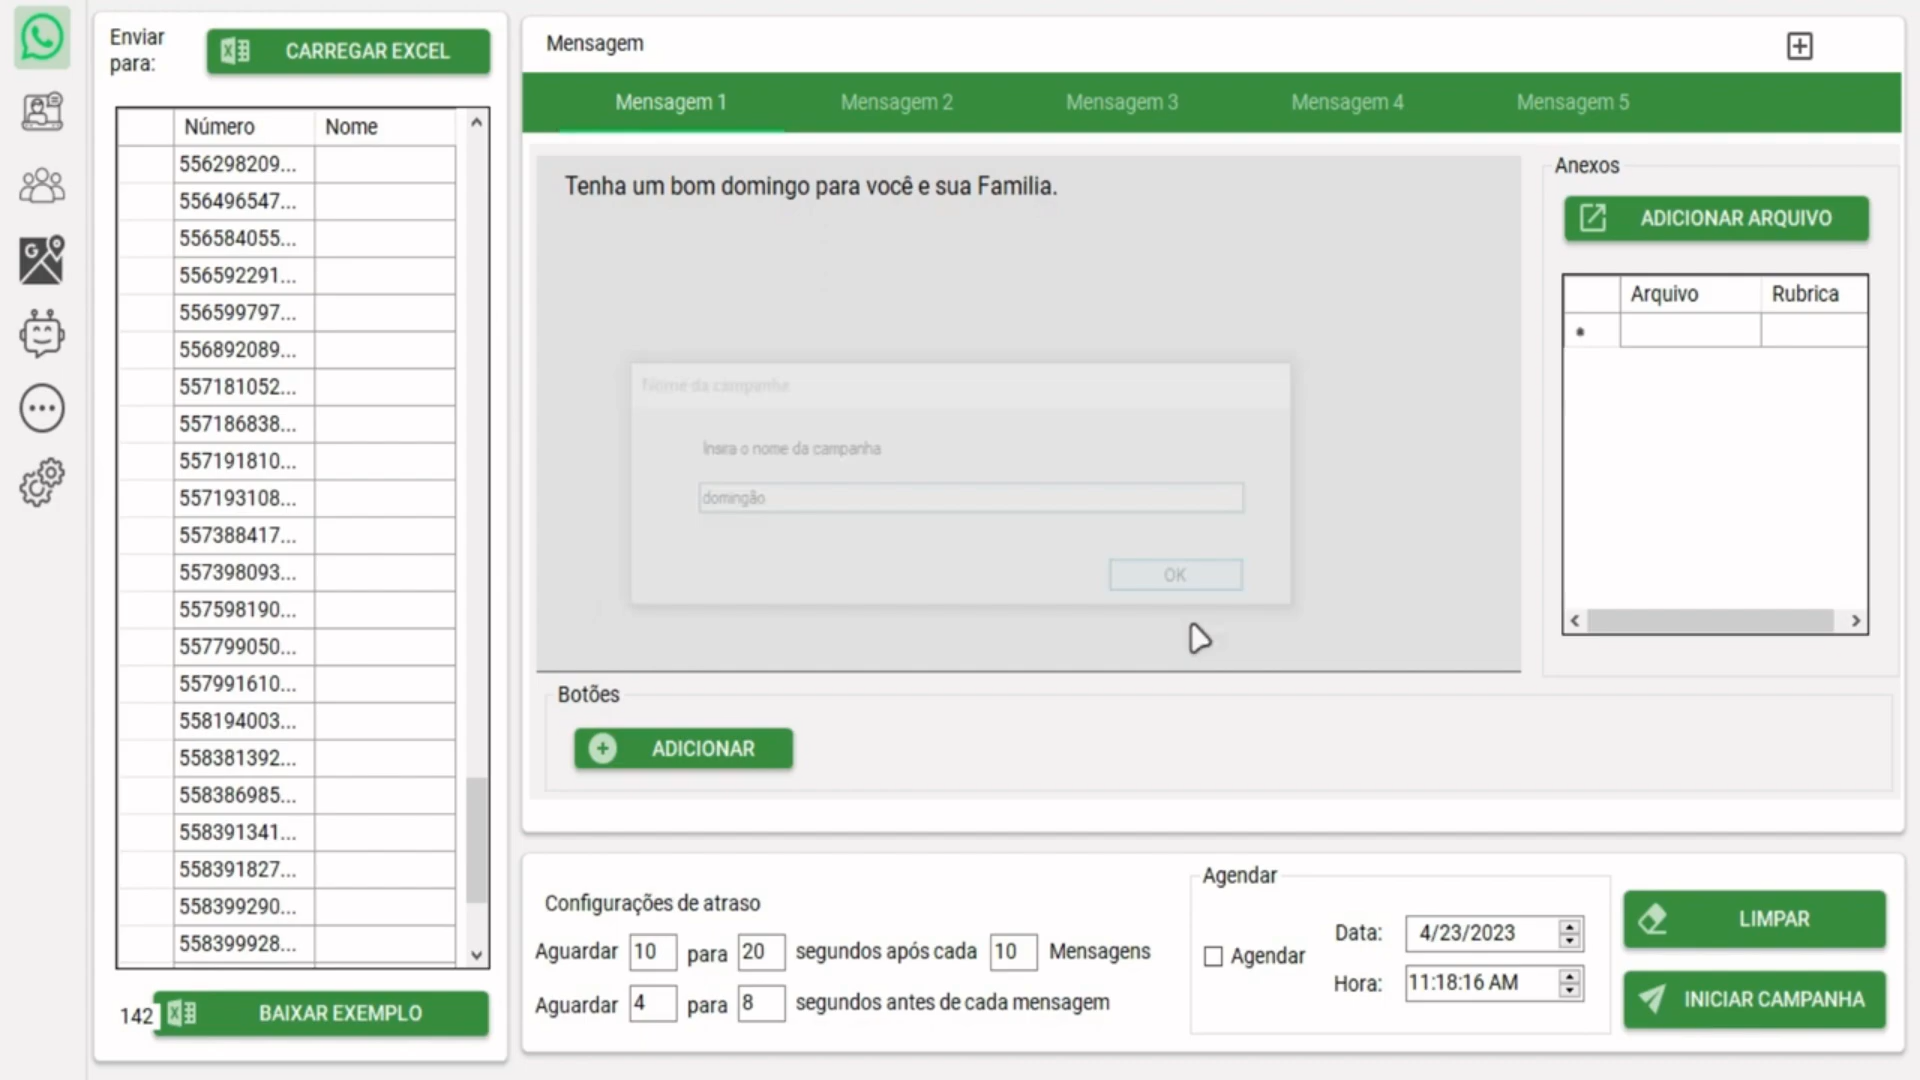 Enviar
para:
CARREGAR EXCEL
Número Nome
556298209...
556496547...
556584055...
556592291...
556599797...
556892089...
557181052...
557186838...
557191810...
557193108...
557388417...
557398093...
557598190...
557799050...
557991610...
558194003...
558381392...
558386985...
558391341...
558391827...
558399290...
558399928...
142
BAIXAR EXEMPLO
Mensagem
Mensagem 1 Mensagem 2 Mensagem 3 Mensagem 4 Mensagem 5
Tenha um bom domingo para você e sua Familia.
Nome da campanha
Insira o nome da campanha
domingão
OK
Anexos
ADICIONAR ARQUIVO
Arquivo Rubrica
Botões
ADICIONAR
Configurações de atraso
Aguardar 10 para 20 segundos após cada 10 Mensagens
Aguardar 4 para 8 segundos antes de cada mensagem
Agendar
Agendar
Data: 4/23/2023
Hora: 11:18:16 AM
LIMPAR
INICIAR CAMPANHA